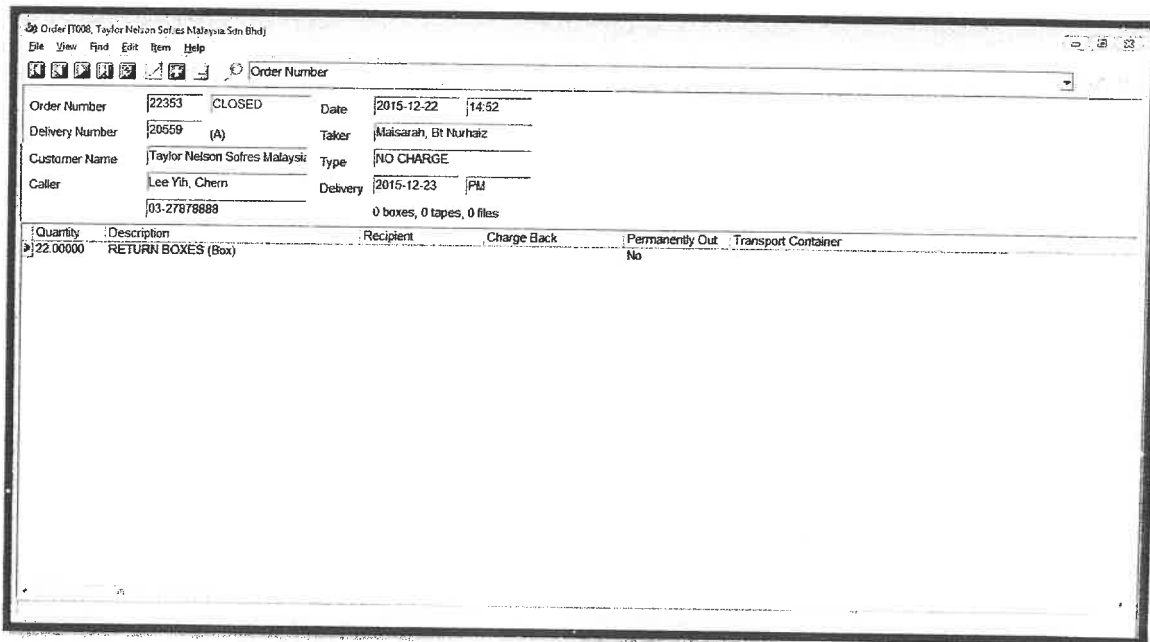 Order [T008, Taylor Nelson Sofres Malaysia Sdn Bhd]
File View Find Edit Item Help
Order Number
Order Number 22353 CLOSED Date 2015-12-22 14:52
Delivery Number 20559 (A) Taker Maisarah, Bt Nurhaiz
Customer Name Taylor Nelson Sofres Malaysia Type NO CHARGE
Caller Lee Yih, Chern Delivery 2015-12-23 PM
03-27878888 0 boxes, 0 tapes, 0 files
Quantity Description Recipient Charge Back Permanently Out Transport Container
22.00000 RETURN BOXES (Box) No